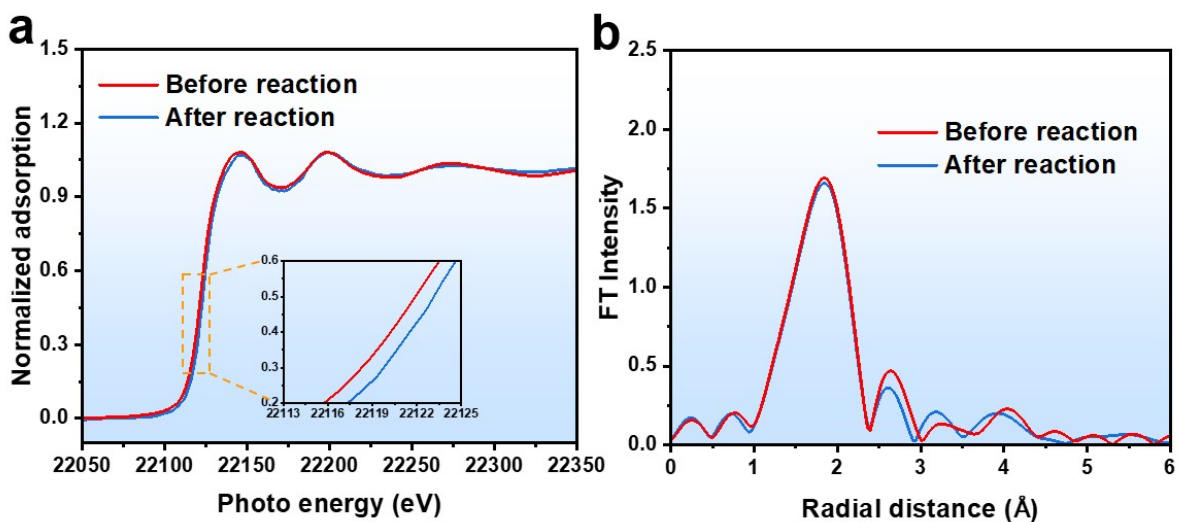 a
1.5
1.2
0.9
0.6
0.3
0.0
Normalized adsorption
Before reaction
After reaction
0.6
0.5
0.4
0.3
0.2
22113 22116 22119 22122 22125
22050 22100 22150 22200 22250 22300 22350
Photo energy (eV)
b
2.5
2.0
1.5
1.0
0.5
0.0
FT Intensity
Before reaction
After reaction
0 1 2 3 4 5 6
Radial distance (Å)